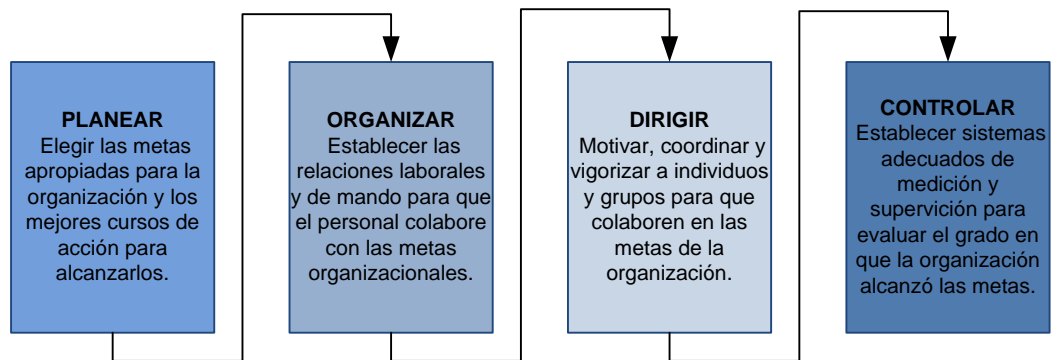 PLANEAR
Elegir las metas
apropiadas para la
organización y los
mejores cursos de
acción para
alcanzarlos.
ORGANIZAR
Establecer las
relaciones laborales
y de mando para que
el personal colabore
con las metas
organizacionales.
DIRIGIR
Motivar, coordinar y
vigorizar a individuos
y grupos para que
colaboren en las
metas de la
organización.
CONTROLAR
Establecer sistemas
adecuados de
medición y
supervisión para
evaluar el grado en
que la organización
alcanzó las metas.